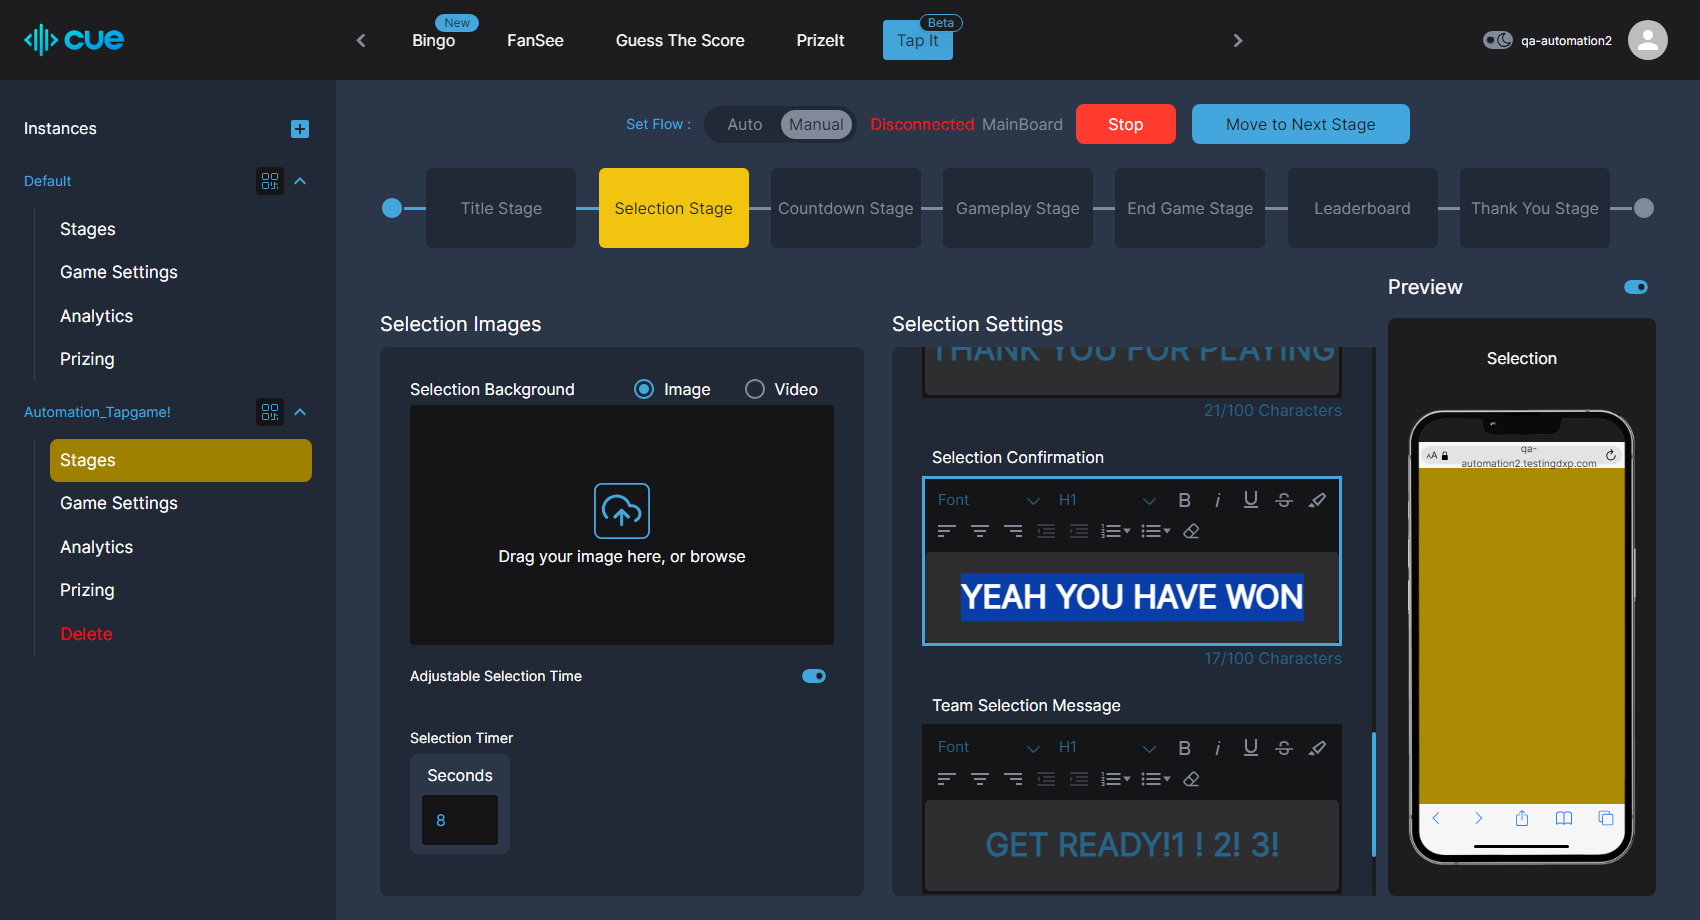 cue
Bingo
New
FanSee
Guess The Score
PrizeIt
Tap It
Beta
qa-automation2
Instances
Default
Stages
Game Settings
Analytics
Prizing
Automation_Tapgame!
Stages
Game Settings
Analytics
Prizing
Delete
Set Flow :
Auto
Manual
Disconnected MainBoard
Stop
Move to Next Stage
Title Stage
Selection Stage
Countdown Stage
Gameplay Stage
End Game Stage
Leaderboard
Thank You Stage
Selection Images
Selection Background
Image
Video
Drag your image here, or browse
Adjustable Selection Time
Selection Timer
Seconds
8
Selection Settings
THANK YOU FOR PLAYING
21/100 Characters
Selection Confirmation
Font
H1
B i U S
YEAH YOU HAVE WON
17/100 Characters
Team Selection Message
Font
H1
B i U S
GET READY!1 ! 2! 3!
Preview
Selection
AA
qa-
automation2.testingdxp.com